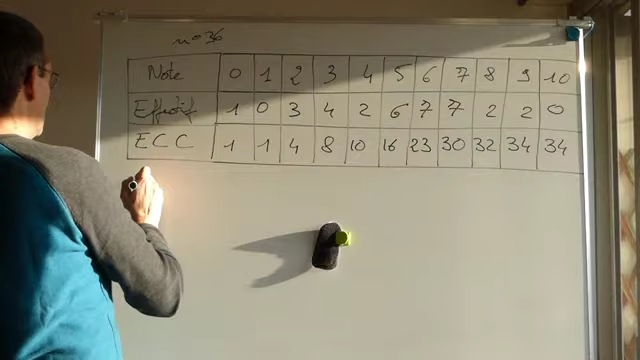 n° 36
Note 0 1 2 3 4 5 6 7 8 9 10
Effectif 1 0 3 4 2 6 7 7 2 2 0
ECC 1 1 4 8 10 16 23 30 32 34 34